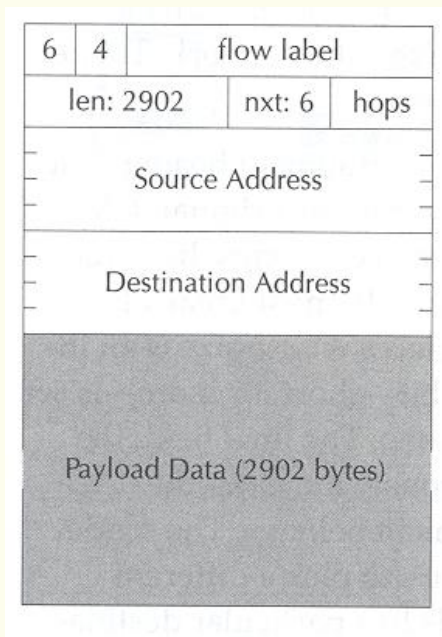 6 4 flow label
len: 2902 nxt: 6 hops
Source Address
Destination Address
Payload Data (2902 bytes)